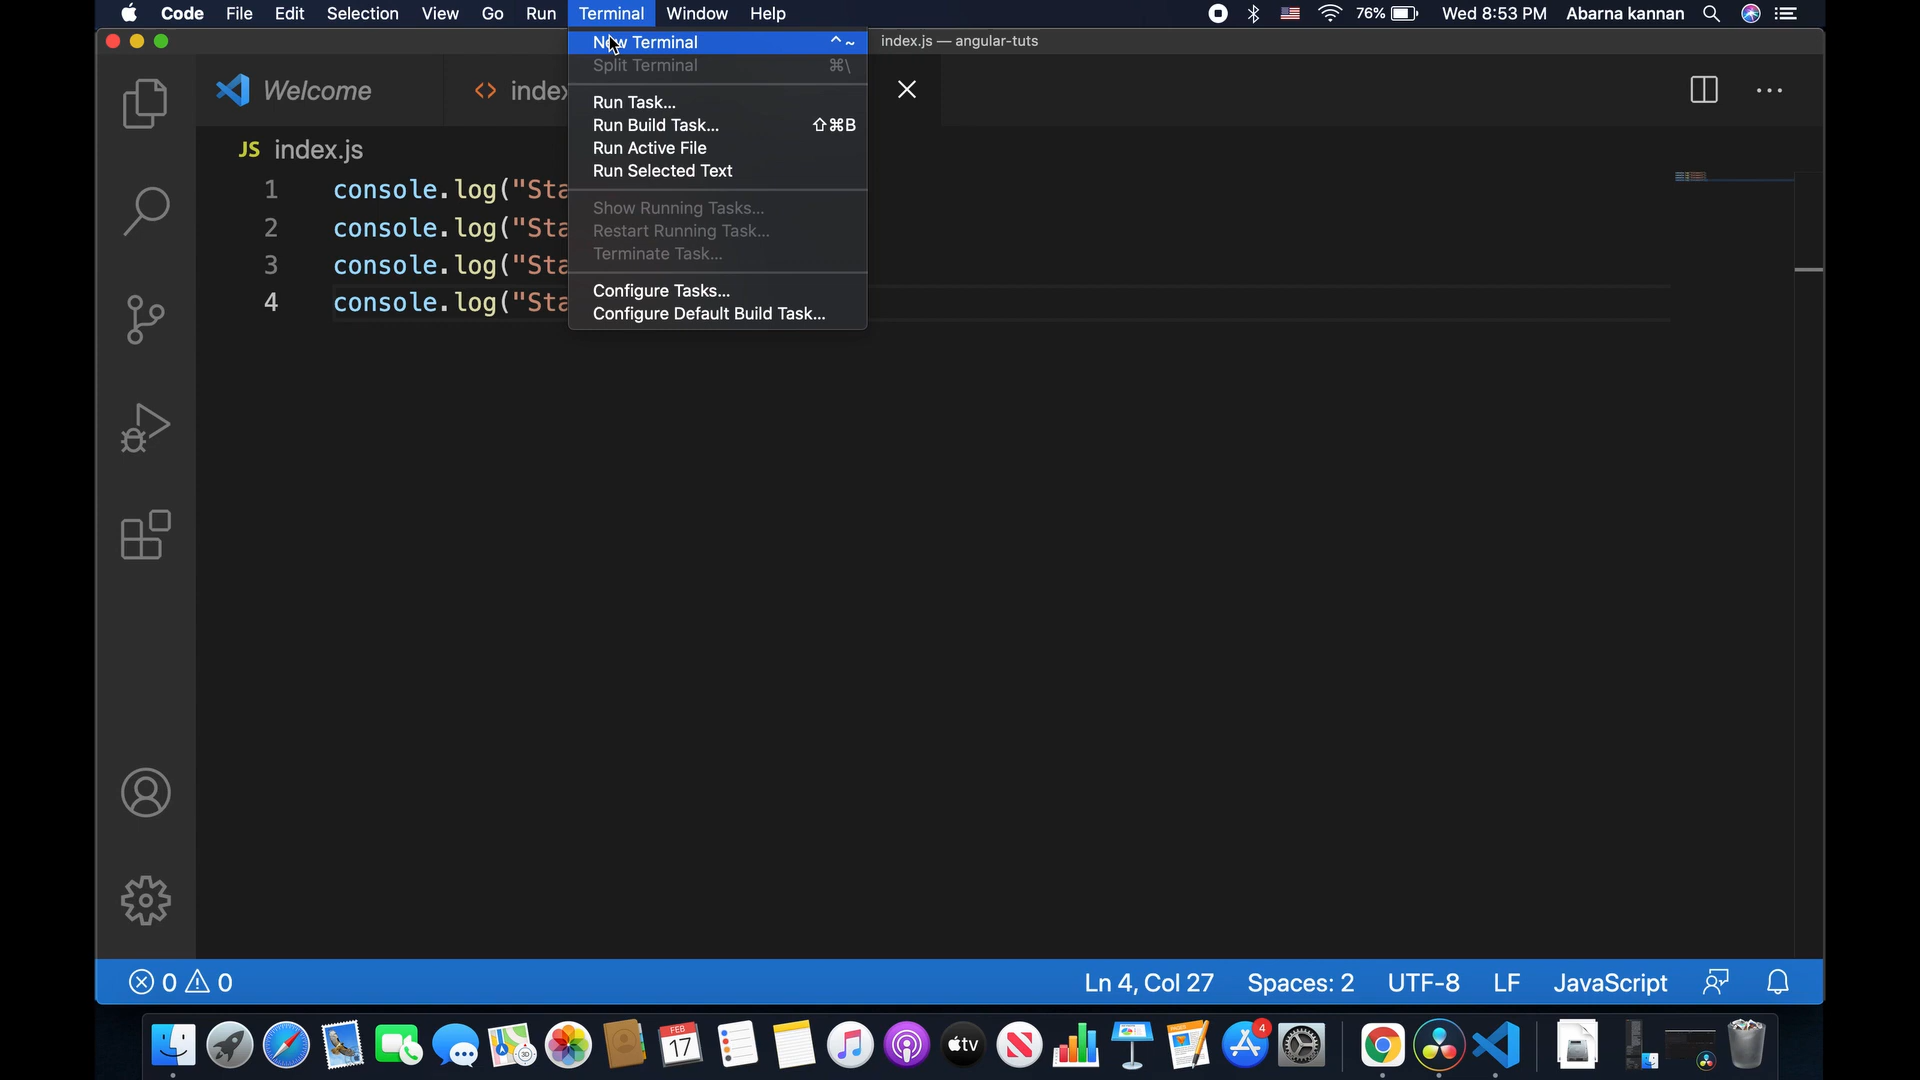 Code File Edit Selection View Go Run Terminal Window Help 76% Wed 8:53 PM Abarna kannan
index.js — angular-tuts
New Terminal ⌃~
Split Terminal ⌘\
Run Task...
Run Build Task... ⇧⌘B
Run Active File
Run Selected Text
Show Running Tasks...
Restart Running Task...
Terminate Task...
Configure Tasks...
Configure Default Build Task...
Welcome <> index
JS index.js
1 console.log("Sta
2 console.log("Sta
3 console.log("Sta
4 console.log("Sta
0 0 Ln 4, Col 27 Spaces: 2 UTF-8 LF JavaScript
FEB
17
3D
tv
4